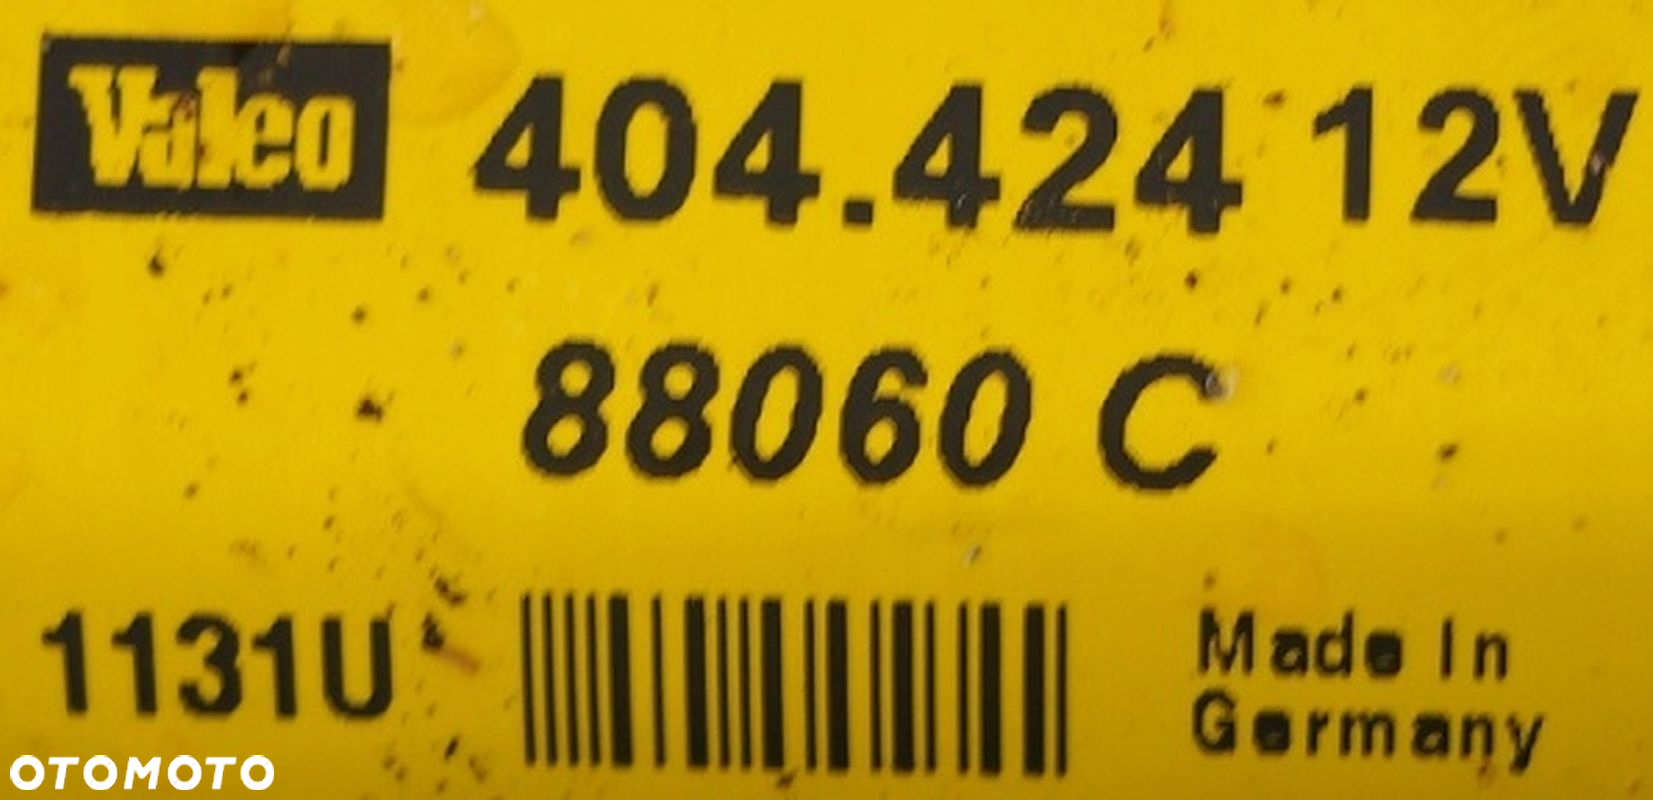 Valeo 404.424 12V
88060 C
1131U
Made In
Germany
OTOMOTO